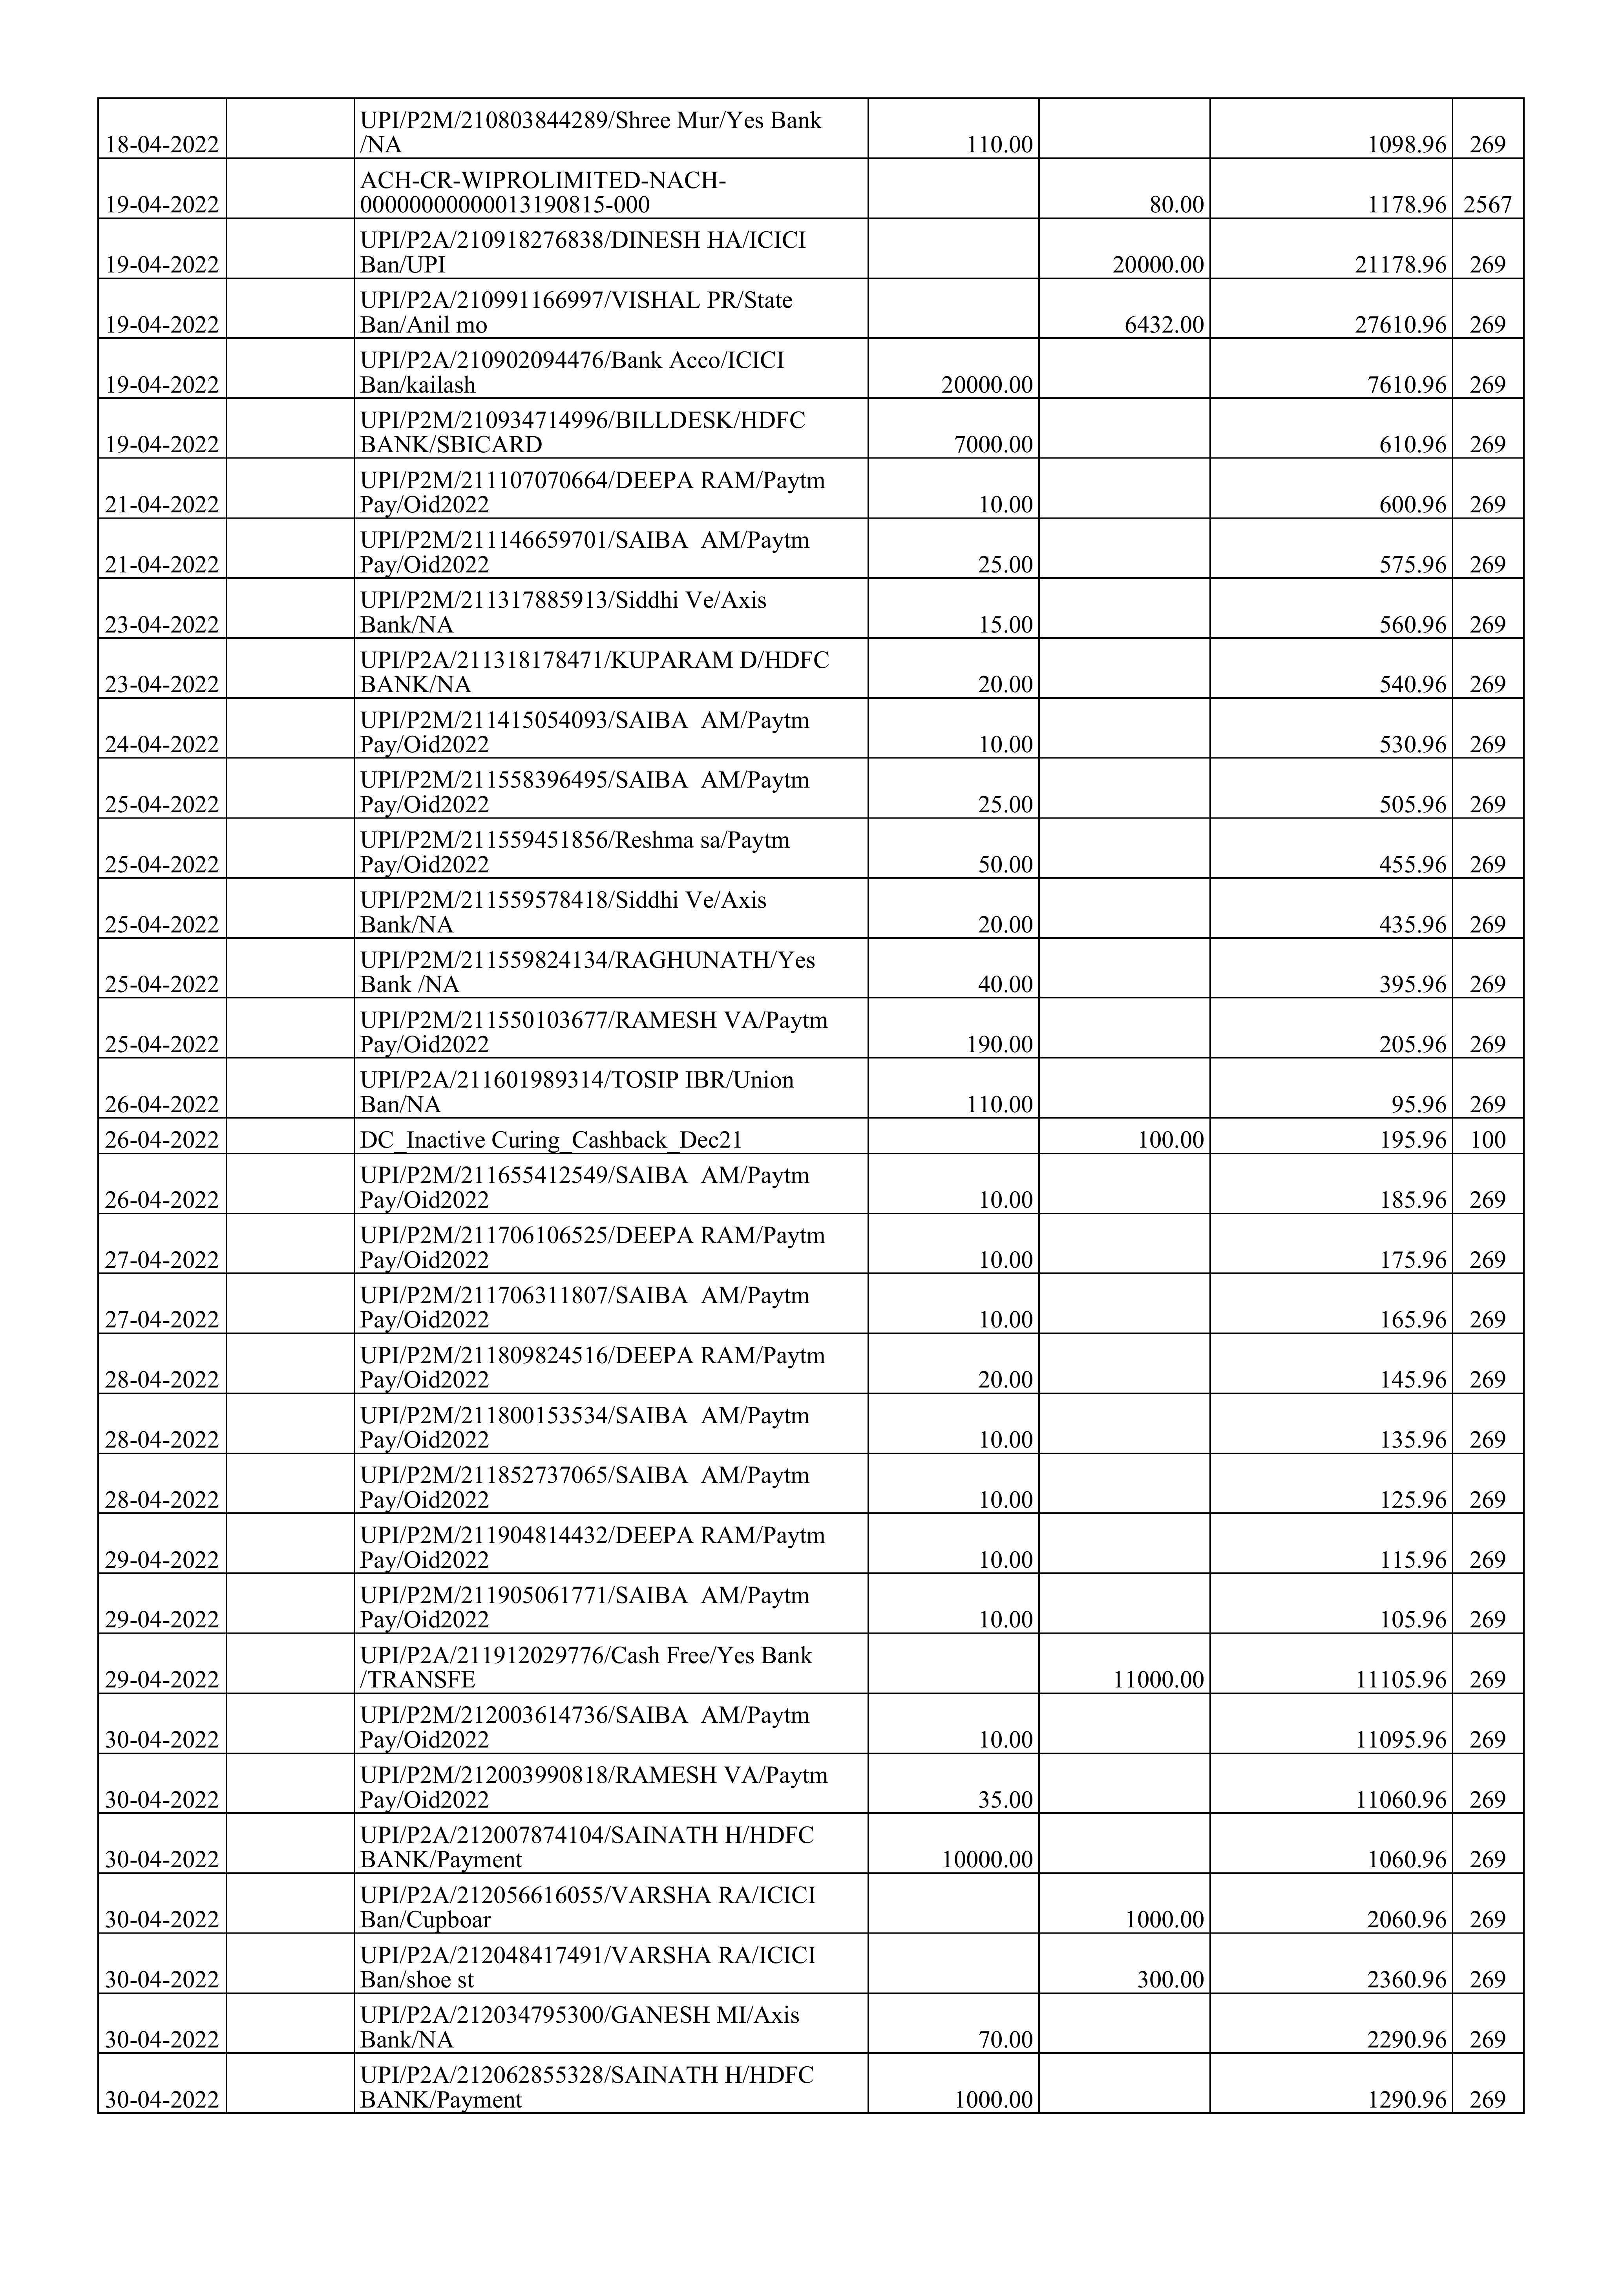 UPI/P2M/210803844289/Shree Mur/Yes Bank
18-04-2022 /NA 110.00 1098.96 269
ACH-CR-WIPROLIMITED-NACH-
19-04-2022 00000000000013190815-000 80.00 1178.96 2567
UPI/P2A/210918276838/DINESH HA/ICICI
19-04-2022 Ban/UPI 20000.00 21178.96 269
UPI/P2A/210991166997/VISHAL PR/State
19-04-2022 Ban/Anil mo 6432.00 27610.96 269
UPI/P2A/210902094476/Bank Acco/ICICI
19-04-2022 Ban/kailash 20000.00 7610.96 269
UPI/P2M/210934714996/BILLDESK/HDFC
19-04-2022 BANK/SBICARD 7000.00 610.96 269
UPI/P2M/211107070664/DEEPA RAM/Paytm
21-04-2022 Pay/Oid2022 10.00 600.96 269
UPI/P2M/211146659701/SAIBA  AM/Paytm
21-04-2022 Pay/Oid2022 25.00 575.96 269
UPI/P2M/211317885913/Siddhi Ve/Axis
23-04-2022 Bank/NA 15.00 560.96 269
UPI/P2A/211318178471/KUPARAM D/HDFC
23-04-2022 BANK/NA 20.00 540.96 269
UPI/P2M/211415054093/SAIBA  AM/Paytm
24-04-2022 Pay/Oid2022 10.00 530.96 269
UPI/P2M/211558396495/SAIBA  AM/Paytm
25-04-2022 Pay/Oid2022 25.00 505.96 269
UPI/P2M/211559451856/Reshma sa/Paytm
25-04-2022 Pay/Oid2022 50.00 455.96 269
UPI/P2M/211559578418/Siddhi Ve/Axis
25-04-2022 Bank/NA 20.00 435.96 269
UPI/P2M/211559824134/RAGHUNATH/Yes
25-04-2022 Bank /NA 40.00 395.96 269
UPI/P2M/211550103677/RAMESH VA/Paytm
25-04-2022 Pay/Oid2022 190.00 205.96 269
UPI/P2A/211601989314/TOSIP IBR/Union
26-04-2022 Ban/NA 110.00 95.96 269
26-04-2022 DC_Inactive Curing_Cashback_Dec21 100.00 195.96 100
UPI/P2M/211655412549/SAIBA  AM/Paytm
26-04-2022 Pay/Oid2022 10.00 185.96 269
UPI/P2M/211706106525/DEEPA RAM/Paytm
27-04-2022 Pay/Oid2022 10.00 175.96 269
UPI/P2M/211706311807/SAIBA  AM/Paytm
27-04-2022 Pay/Oid2022 10.00 165.96 269
UPI/P2M/211809824516/DEEPA RAM/Paytm
28-04-2022 Pay/Oid2022 20.00 145.96 269
UPI/P2M/211800153534/SAIBA  AM/Paytm
28-04-2022 Pay/Oid2022 10.00 135.96 269
UPI/P2M/211852737065/SAIBA  AM/Paytm
28-04-2022 Pay/Oid2022 10.00 125.96 269
UPI/P2M/211904814432/DEEPA RAM/Paytm
29-04-2022 Pay/Oid2022 10.00 115.96 269
UPI/P2M/211905061771/SAIBA  AM/Paytm
29-04-2022 Pay/Oid2022 10.00 105.96 269
UPI/P2A/211912029776/Cash Free/Yes Bank
29-04-2022 /TRANSFE 11000.00 11105.96 269
UPI/P2M/212003614736/SAIBA  AM/Paytm
30-04-2022 Pay/Oid2022 10.00 11095.96 269
UPI/P2M/212003990818/RAMESH VA/Paytm
30-04-2022 Pay/Oid2022 35.00 11060.96 269
UPI/P2A/212007874104/SAINATH H/HDFC
30-04-2022 BANK/Payment 10000.00 1060.96 269
UPI/P2A/212056616055/VARSHA RA/ICICI
30-04-2022 Ban/Cupboar 1000.00 2060.96 269
UPI/P2A/212048417491/VARSHA RA/ICICI
30-04-2022 Ban/shoe st 300.00 2360.96 269
UPI/P2A/212034795300/GANESH MI/Axis
30-04-2022 Bank/NA 70.00 2290.96 269
UPI/P2A/212062855328/SAINATH H/HDFC
30-04-2022 BANK/Payment 1000.00 1290.96 269